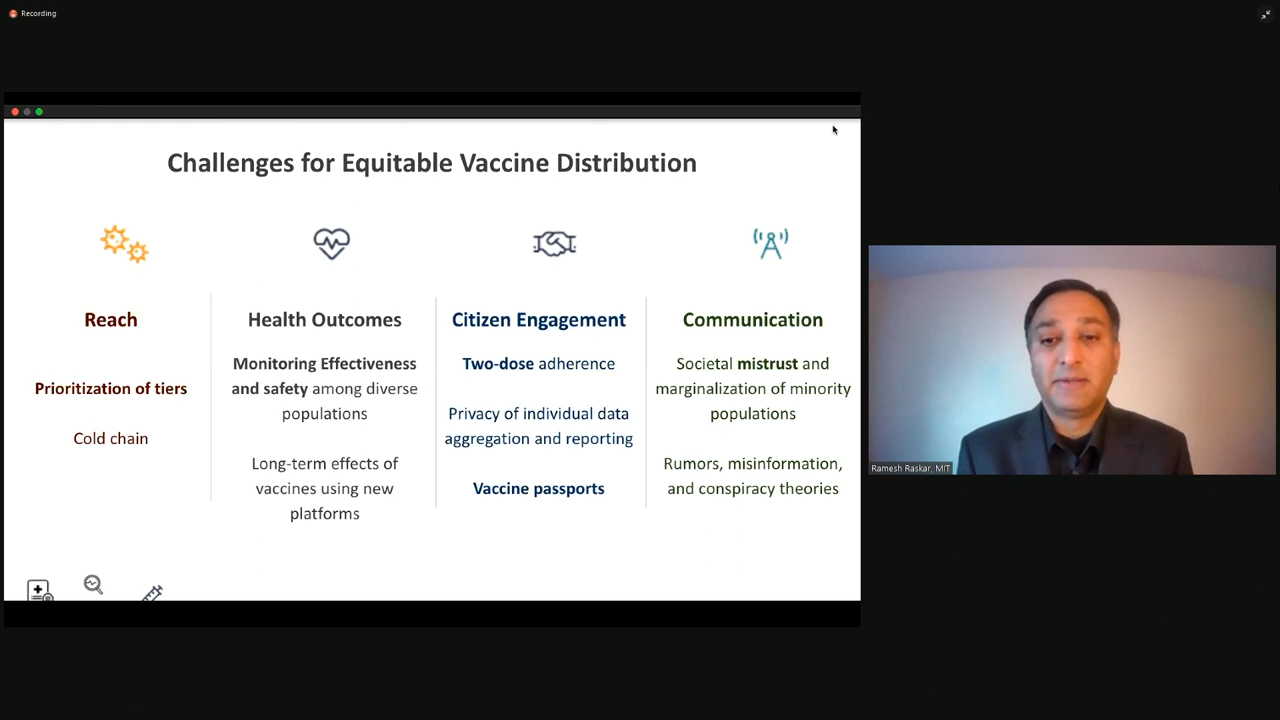 Recording
Challenges for Equitable Vaccine Distribution
Reach
Prioritization of tiers
Cold chain
Health Outcomes
Monitoring Effectiveness
and safety among diverse
populations
Long-term effects of
vaccines using new
platforms
Citizen Engagement
Two-dose adherence
Privacy of individual data
aggregation and reporting
Vaccine passports
Communication
Societal mistrust and
marginalization of minority
populations
Rumors, misinformation,
and conspiracy theories
Ramesh Raskar, MIT